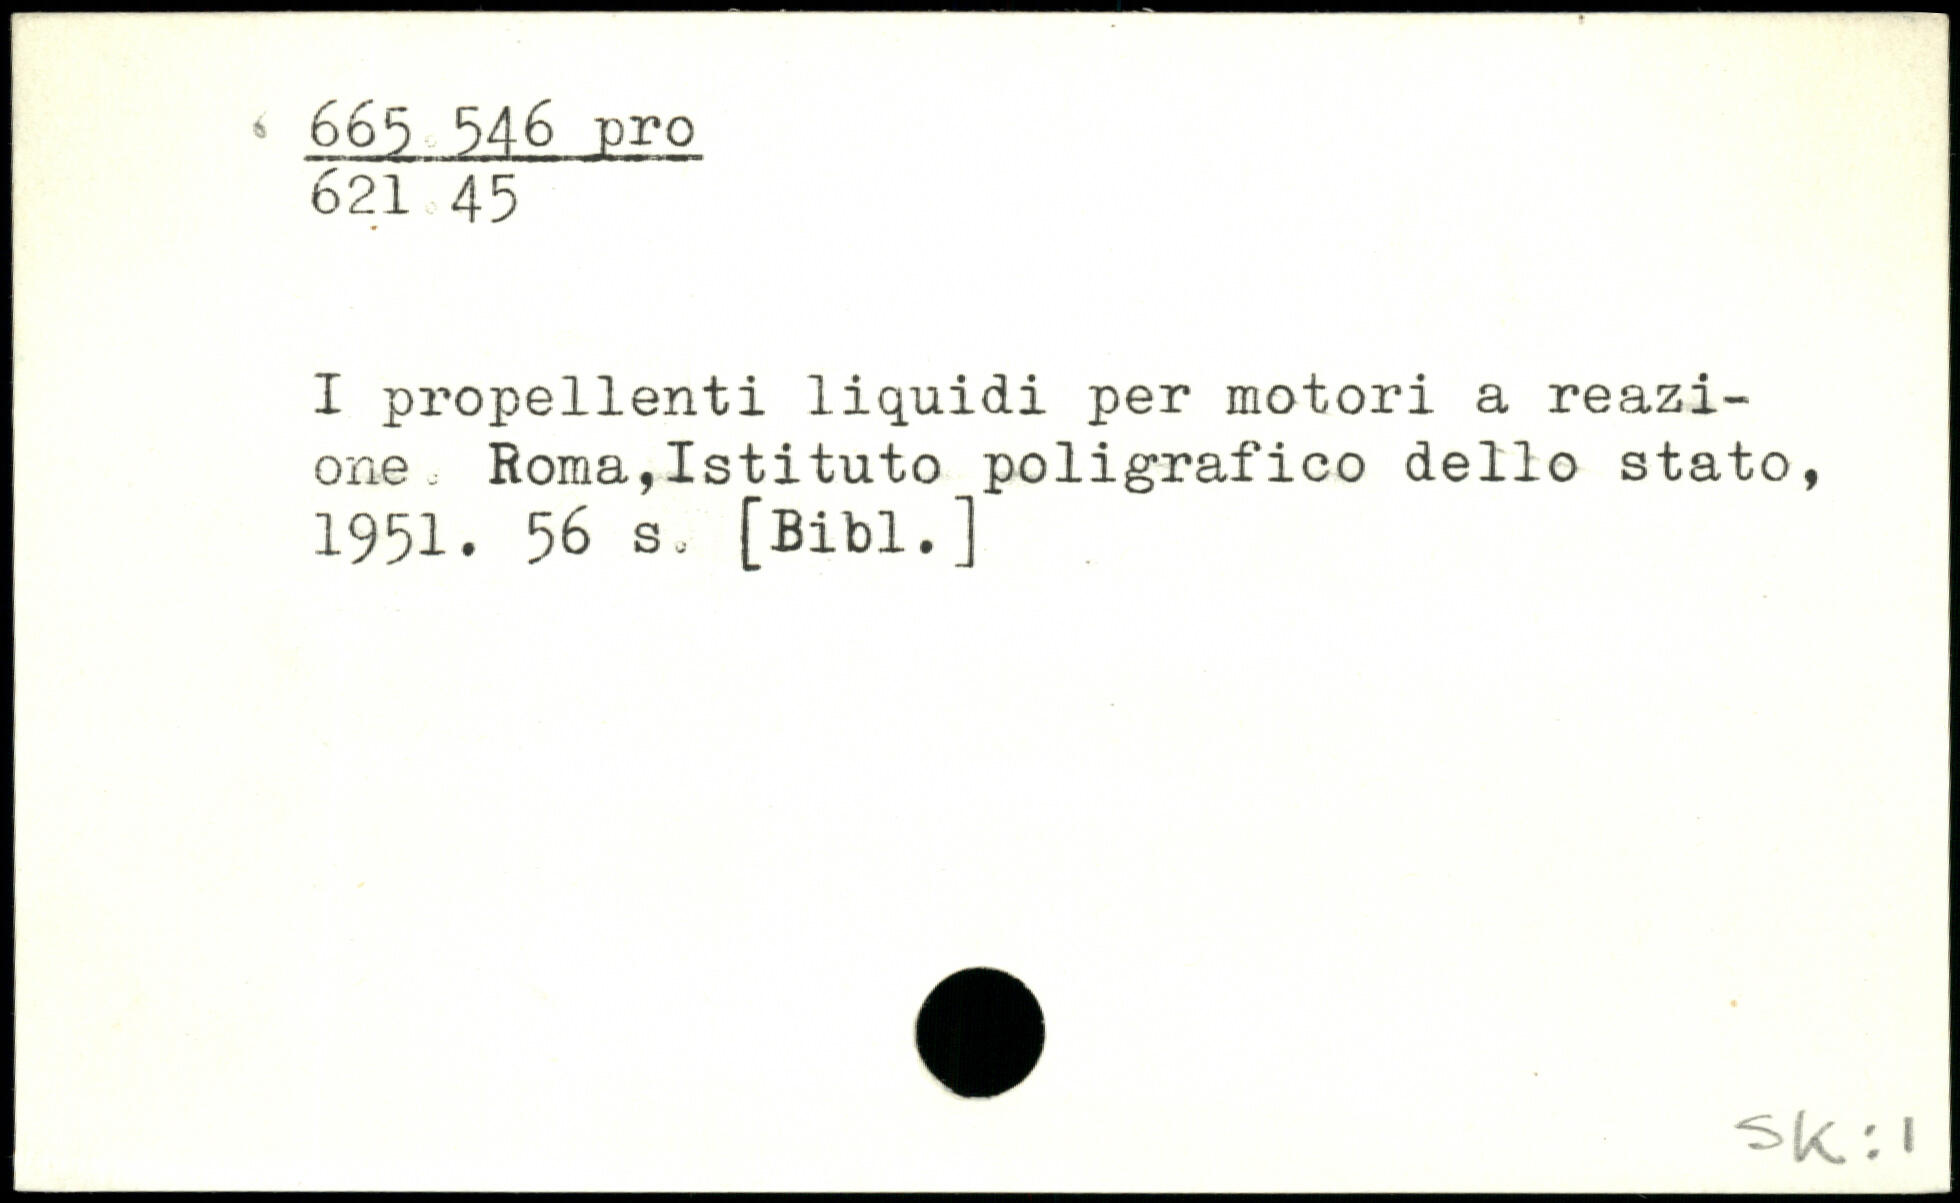 665.546 pro
621.45
I propellenti liquidi per motori a reazi-
one. Roma,Istituto poligrafico dello stato,
1951. 56 s. [Bibl.]
SK:1